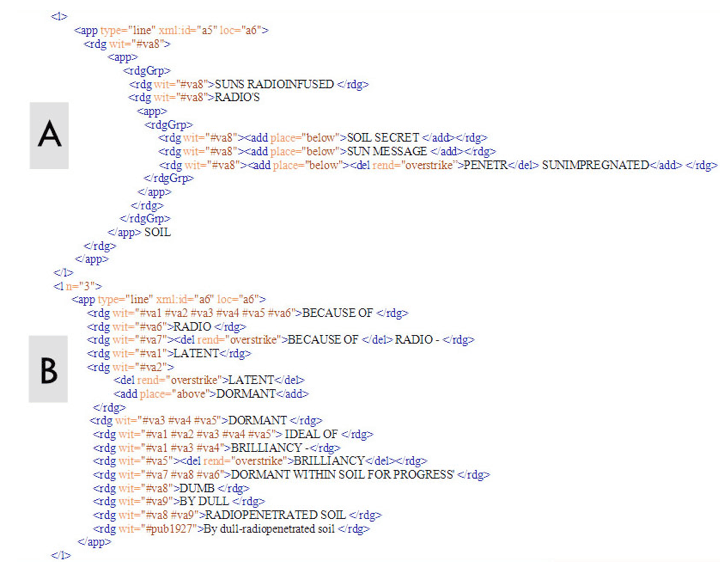 <l>
<app type="line" xml:id="a5" loc="a6">
<rdg wit="#va8">
<app>
<rdgGrp>
<rdg wit="#va8">SUNS RADIOINFUSED </rdg>
<rdg wit="#va8">RADIO'S
<app>
<rdgGrp>
A
<rdg wit="#va8"><add place="below">SOIL SECRET </add></rdg>
<rdg wit="#va8"><add place="below">SUN MESSAGE </add></rdg>
<rdg wit="#va8"><add place="below"><del rend="overstrike">PENETR</del> SUNIMPREGNATED</add> </rdg>
</rdgGrp>
</app>
</rdg>
</rdgGrp>
</app> SOIL
</rdg>
</app>
</l>
<l n="3">
<app type="line" xml:id="a6" loc="a6">
<rdg wit="#va1 #va2 #va3 #va4 #va5 #va6">BECAUSE OF </rdg>
<rdg wit="#va6">RADIO </rdg>
<rdg wit="#va7"><del rend="overstrike">BECAUSE OF </del> RADIO - </rdg>
<rdg wit="#va1">LATENT</rdg>
<rdg wit="#va2">
B
<del rend="overstrike">LATENT</del>
<add place="above">DORMANT</add>
</rdg>
<rdg wit="#va3 #va4 #va5">DORMANT </rdg>
<rdg wit="#va1 #va2 #va3 #va4 #va5"> IDEAL OF </rdg>
<rdg wit="#va1 #va3 #va4">BRILLIANCY -</rdg>
<rdg wit="#va5"><del rend="overstrike">BRILLIANCY</del></rdg>
<rdg wit="#va7 #va8 #va6">DORMANT WITHIN SOIL FOR PROGRESS' </rdg>
<rdg wit="#va8">DUMB </rdg>
<rdg wit="#va9">BY DULL </rdg>
<rdg wit="#va8 #va9">RADIOPENETRATED SOIL </rdg>
<rdg wit="#pub1927">By dull-radiopenetrated soil </rdg>
</app>
</l>